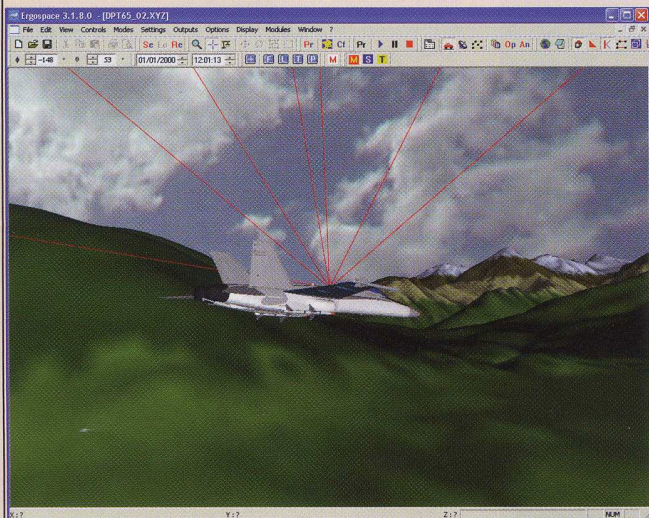 Ergospace 3.1.8.0 - [DPT65_02.XYZ]
File Edit View Controls Modes Settings Outputs Options Display Modules Window ?
Se Lo Re Pr Cf Pr Op An
-148 ° 59 ° 01/01/2000 12:01:13 M M S T
X:? Y:? Z:? NUM